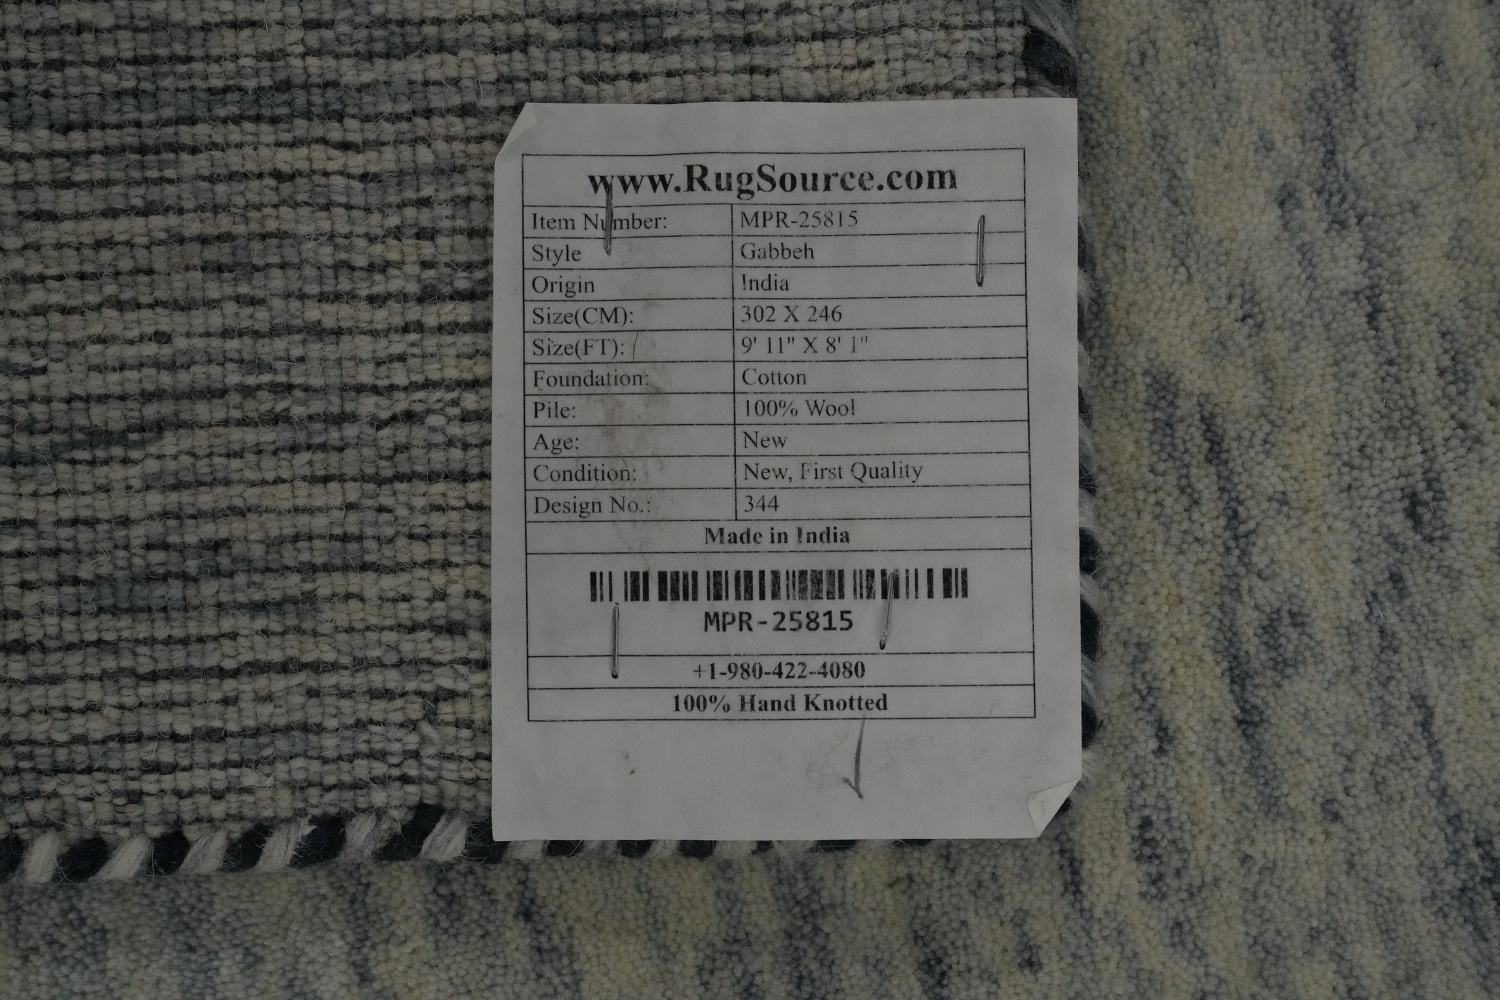 www.RugSource.com
Item Number: MPR-25815
Style Gabbeh
Origin India
Size(CM): 302 X 246
Size(FT): 9' 11" X 8' 1"
Foundation: Cotton
Pile: 100% Wool
Age: New
Condition: New, First Quality
Design No.: 344
Made in India
MPR-25815
+1-980-422-4080
100% Hand Knotted